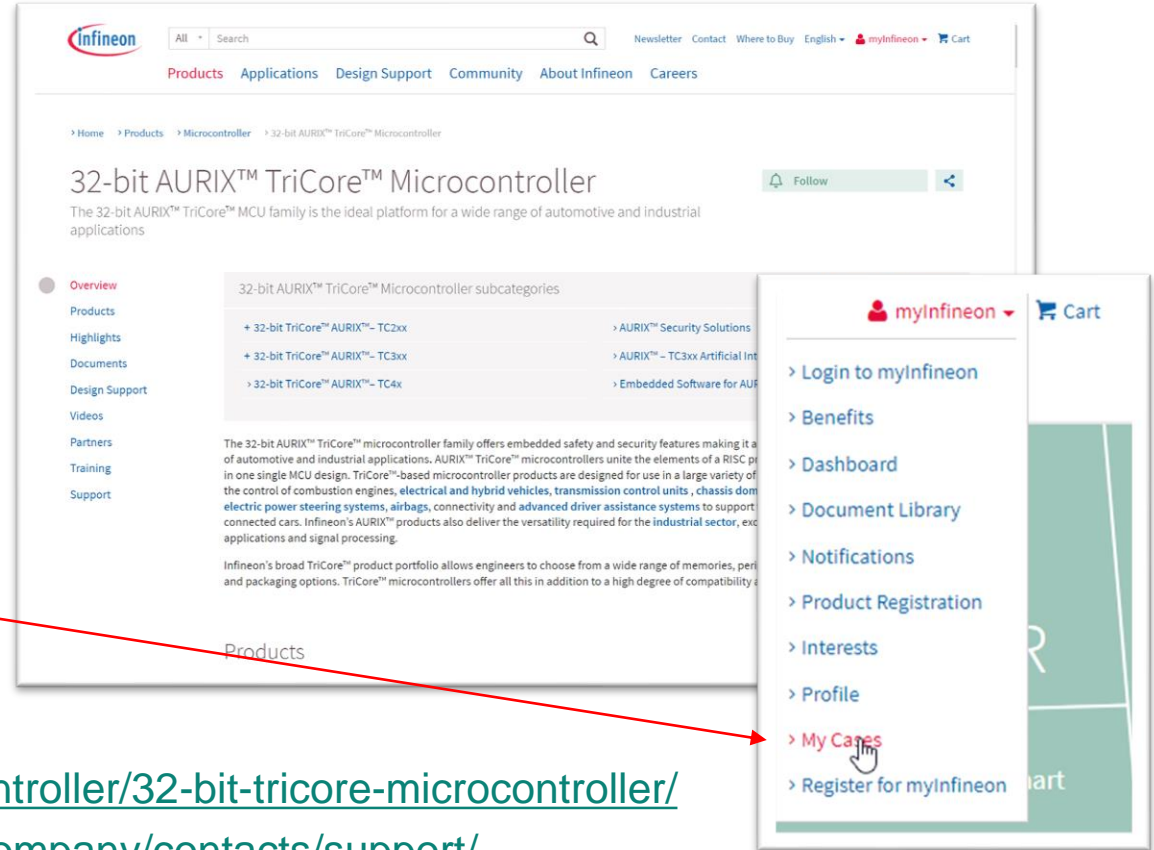 infineon
All Search
Newsletter Contact Where to Buy English myInfineon Cart
Products Applications Design Support Community About Infineon Careers
> Home > Products > Microcontroller > 32-bit AURIX™ TriCore™ Microcontroller
32-bit AURIX™ TriCore™ Microcontroller
Follow
The 32-bit AURIX™ TriCore™ MCU family is the ideal platform for a wide range of automotive and industrial
applications
Overview
Products
Highlights
Documents
Design Support
Videos
Partners
Training
Support
32-bit AURIX™ TriCore™ Microcontroller subcategories
+ 32-bit TriCore™ AURIX™– TC2xx
> AURIX™ Security Solutions
+ 32-bit TriCore™ AURIX™– TC3xx
> AURIX™ – TC3xx Artificial Int
> 32-bit TriCore™ AURIX™– TC4x
> Embedded Software for AUR
The 32-bit AURIX™ TriCore™ microcontroller family offers embedded safety and security features making it a
of automotive and industrial applications. AURIX™ TriCore™ microcontrollers unite the elements of a RISC pr
in one single MCU design. TriCore™-based microcontroller products are designed for use in a large variety of
the control of combustion engines, electrical and hybrid vehicles, transmission control units , chassis dom
electric power steering systems, airbags, connectivity and advanced driver assistance systems to support
connected cars. Infineon's AURIX™ products also deliver the versatility required for the industrial sector, exc
applications and signal processing.
Infineon's broad TriCore™ product portfolio allows engineers to choose from a wide range of memories, peri
and packaging options. TriCore™ microcontrollers offer all this in addition to a high degree of compatibility a
Products
myInfineon Cart
> Login to myInfineon
> Benefits
> Dashboard
> Document Library
> Notifications
> Product Registration
> Interests
> Profile
> My Cases
> Register for myInfineon
R
art
ntroller/32-bit-tricore-microcontroller/
ompany/contacts/support/